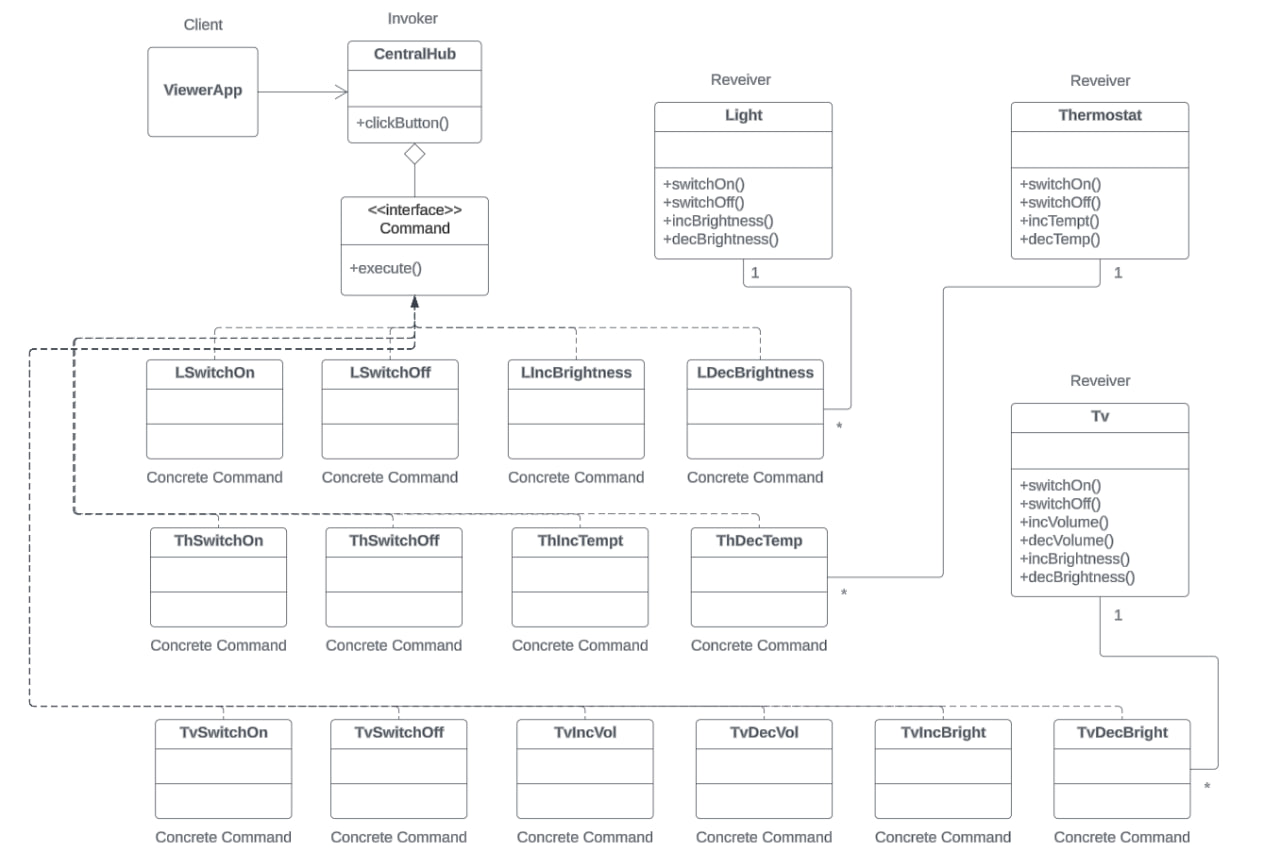 Client
Invoker
ViewerApp
CentralHub
+clickButton()
<<interface>>
Command
+execute()
Reveiver
Light
+switchOn()
+switchOff()
+incBrightness()
+decBrightness()
1
Reveiver
Thermostat
+switchOn()
+switchOff()
+incTempt()
+decTemp()
1
LSwitchOn
LSwitchOff
LIncBrightness
LDecBrightness
*
Concrete Command
Concrete Command
Concrete Command
Concrete Command
Reveiver
Tv
+switchOn()
+switchOff()
+incVolume()
+decVolume()
+incBrightness()
+decBrightness()
1
ThSwitchOn
ThSwitchOff
ThIncTempt
ThDecTemp
*
Concrete Command
Concrete Command
Concrete Command
Concrete Command
TvSwitchOn
TvSwitchOff
TvIncVol
TvDecVol
TvIncBright
TvDecBright
*
Concrete Command
Concrete Command
Concrete Command
Concrete Command
Concrete Command
Concrete Command